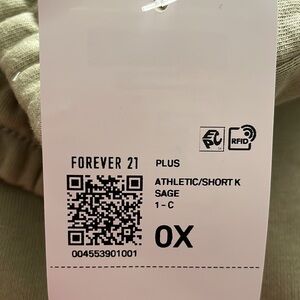 RFID
FOREVER 21
PLUS
ATHLETIC/SHORT K
SAGE
1 - C
0X
004553901001